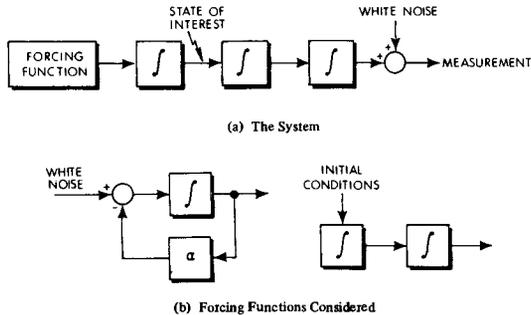 STATE OF
INTEREST
WHITE NOISE
FORCING
FUNCTION
∫
∫
∫
+
+
MEASUREMENT
(a) The System
WHITE
NOISE
+
-
∫
α
INITIAL
CONDITIONS
∫
∫
(b) Forcing Functions Considered